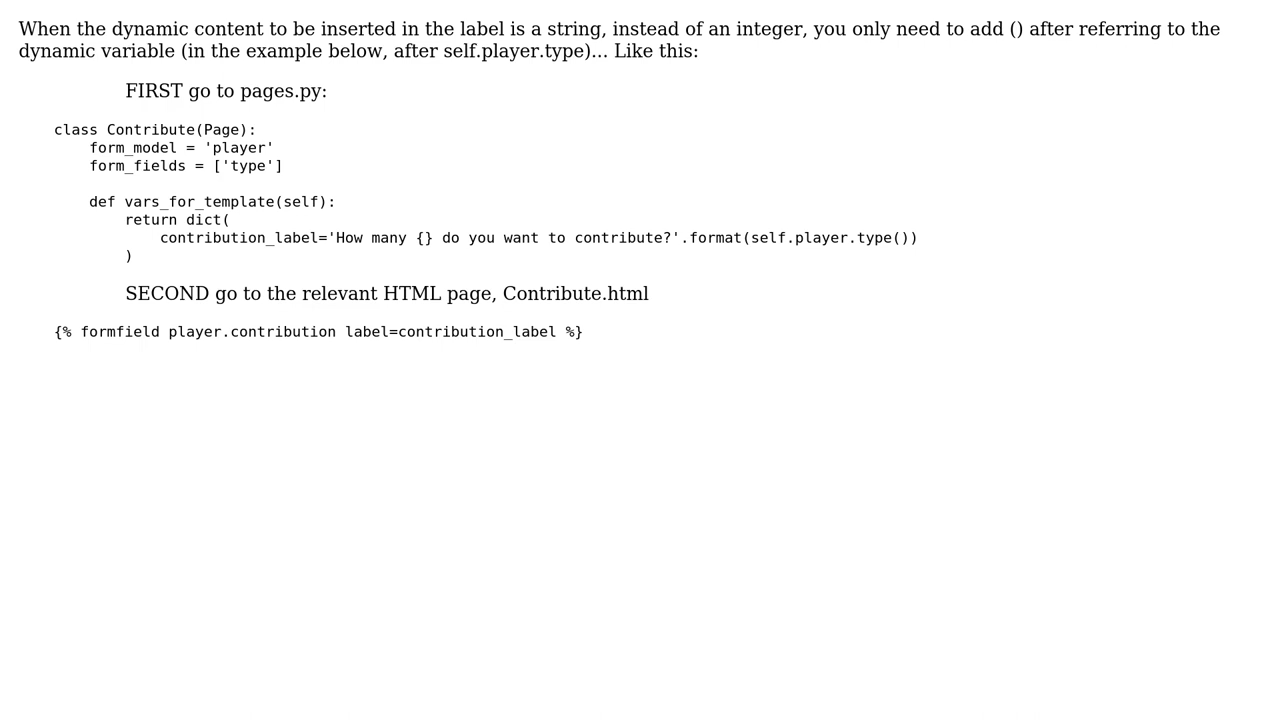 When the dynamic content to be inserted in the label is a string, instead of an integer, you only need to add () after referring to the
dynamic variable (in the example below, after self.player.type)... Like this:
FIRST go to pages.py:
class Contribute(Page):
    form_model = 'player'
    form_fields = ['type']
    def vars_for_template(self):
        return dict(
            contribution_label='How many {} do you want to contribute?'.format(self.player.type())
        )
SECOND go to the relevant HTML page, Contribute.html
{% formfield player.contribution label=contribution_label %}